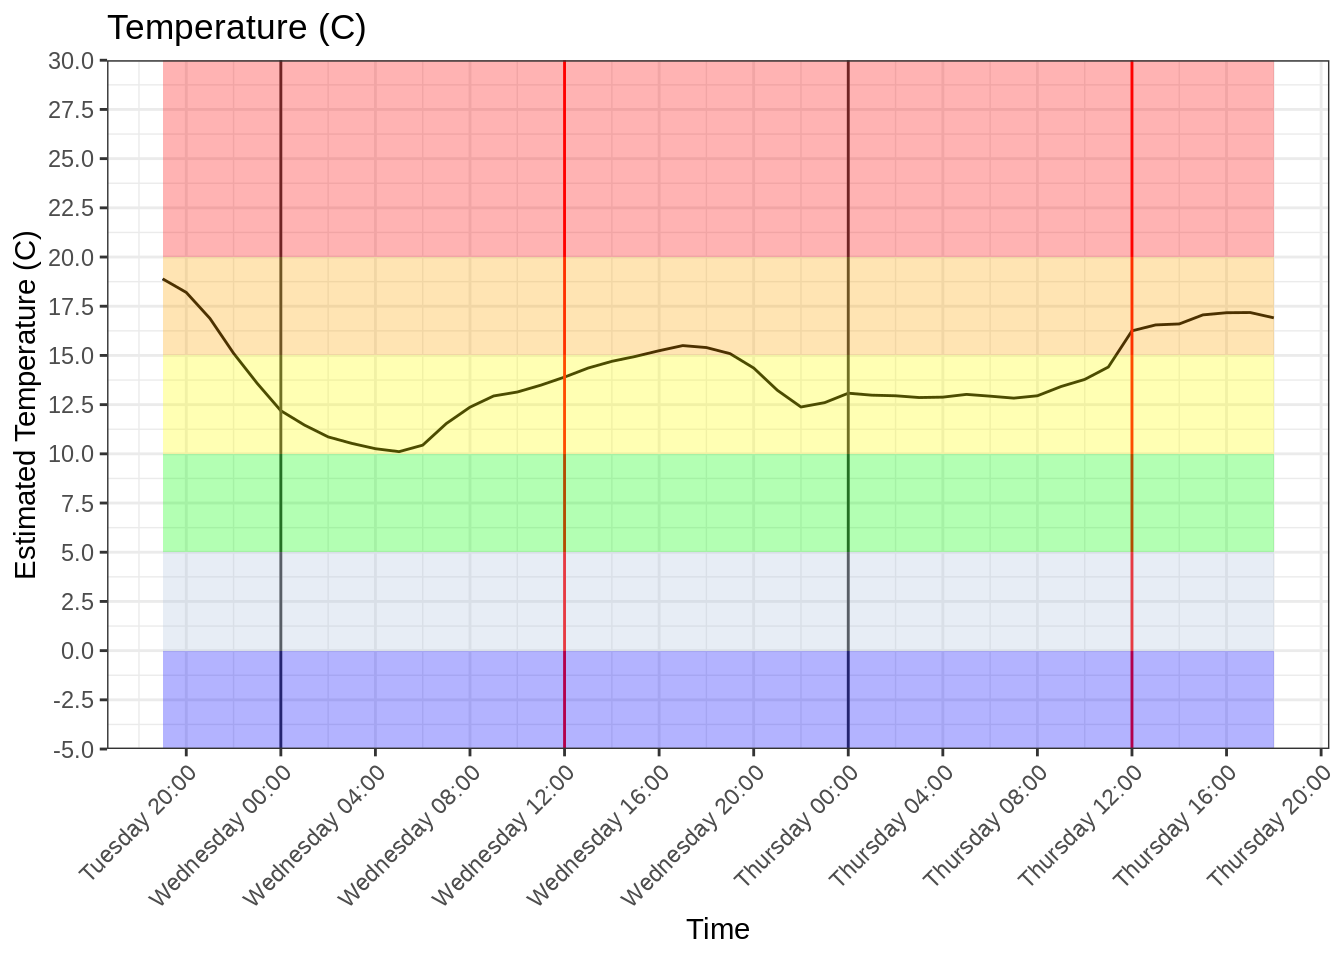 Temperature (C)
Estimated Temperature (C)
30.0
27.5
25.0
22.5
20.0
17.5
15.0
12.5
10.0
7.5
5.0
2.5
0.0
-2.5
-5.0
Tuesday 20:00
Wednesday 00:00
Wednesday 04:00
Wednesday 08:00
Wednesday 12:00
Wednesday 16:00
Wednesday 20:00
Thursday 00:00
Thursday 04:00
Thursday 08:00
Thursday 12:00
Thursday 16:00
Thursday 20:00
Time